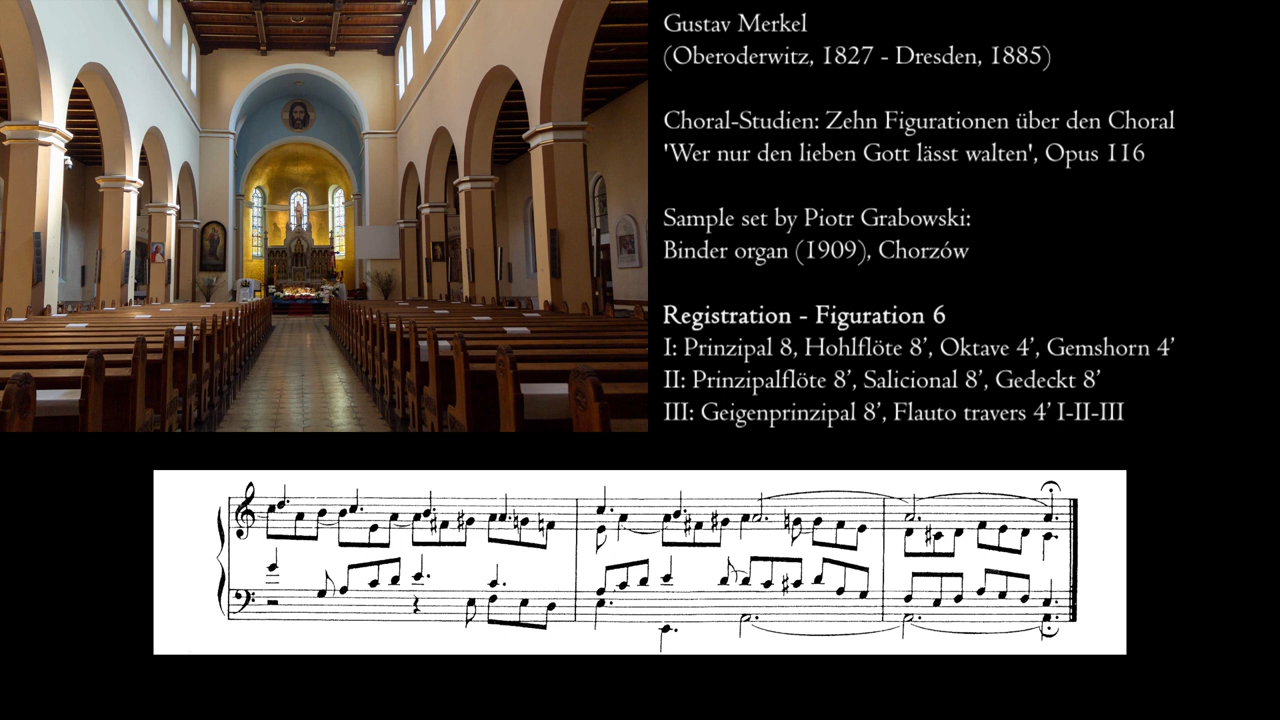 Gustav Merkel
(Oberoderwitz, 1827 - Dresden, 1885)
Choral-Studien: Zehn Figurationen über den Choral
'Wer nur den lieben Gott lässt walten', Opus 116
Sample set by Piotr Grabowski:
Binder organ (1909), Chorzów
Registration - Figuration 6
I: Prinzipal 8, Hohlflöte 8’, Oktave 4’, Gemshorn 4’
II: Prinzipalflöte 8’, Salicional 8’, Gedeckt 8’
III: Geigenprinzipal 8’, Flauto travers 4’ I-II-III